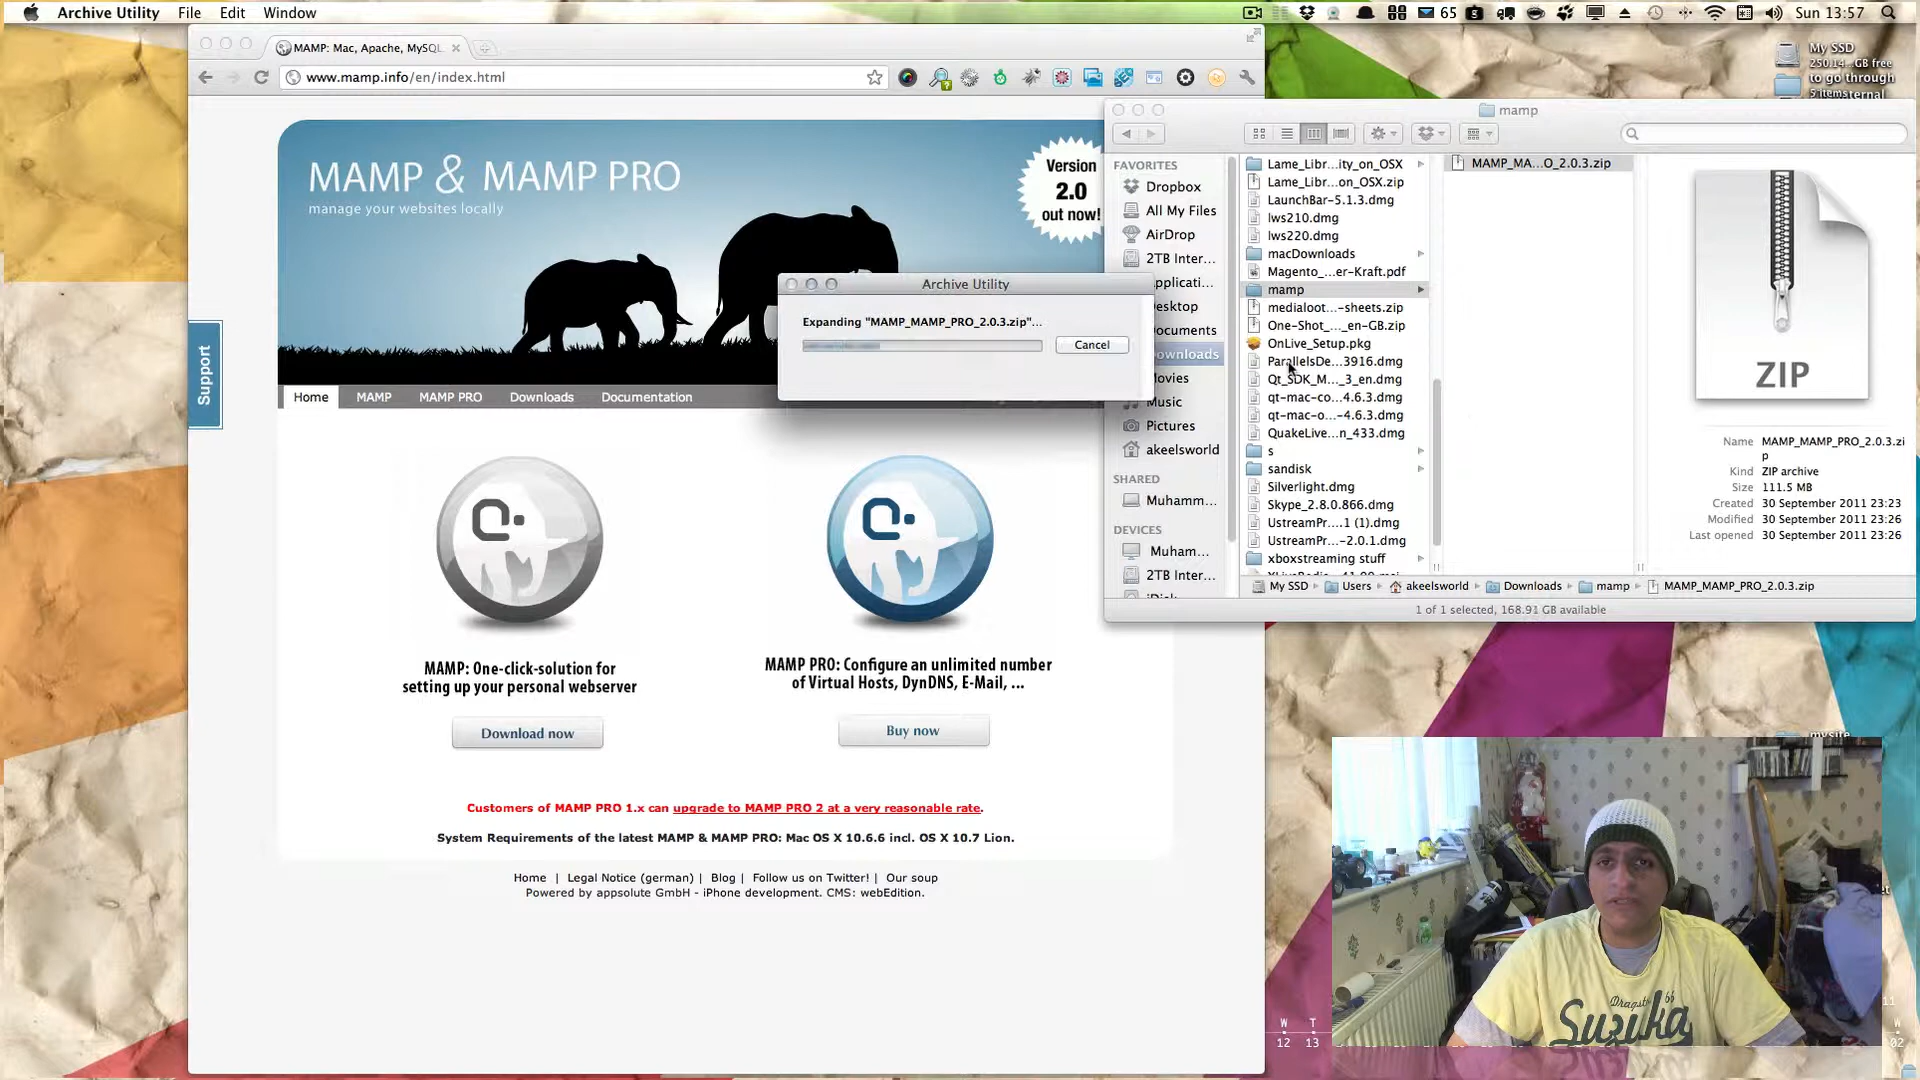 Archive Utility File Edit Window
65 Sun 13:57
MAMP: Mac, Apache, MySQL
www.mamp.info/en/index.html
My SSD
to go through
mamp
MAMP & MAMP PRO
manage your websites locally
Version
2.0
out now!
Support
Home MAMP MAMP PRO Downloads Documentation
Archive Utility
Expanding "MAMP_MAMP_PRO_2.0.3.zip"...
Cancel
FAVORITES
Dropbox
All My Files
AirDrop
2TB Inter...
Pictures
akeelsworld
SHARED
Muhamm...
DEVICES
Muham...
2TB Inter...
Lame_Libr...ity_on_OSX
Lame_Libr...on_OSX.zip
LaunchBar-5.1.3.dmg
lws210.dmg
lws220.dmg
macDownloads
Magento_...er-Kraft.pdf
mamp
medialoot...-sheets.zip
One-Shot_..._en-GB.zip
OnLive_Setup.pkg
ParallelsDe...3916.dmg
Qt_SDK_M..._3_en.dmg
qt-mac-co...4.6.3.dmg
qt-mac-o...-4.6.3.dmg
QuakeLive...n_433.dmg
s
sandisk
Silverlight.dmg
Skype_2.8.0.866.dmg
UstreamPr....1 (1).dmg
UstreamPr...-2.0.1.dmg
xboxstreaming stuff
MAMP_MA...O_2.0.3.zip
ZIP
Name MAMP_MAMP_PRO_2.0.3.zi
p
Kind ZIP archive
Size 111.5 MB
Created 30 September 2011 23:23
Modified 30 September 2011 23:26
Last opened 30 September 2011 23:26
My SSD Users akeelsworld Downloads mamp MAMP_MAMP_PRO_2.0.3.zip
1 of 1 selected, 168.91 GB available
MAMP: One-click-solution for
setting up your personal webserver
Download now
MAMP PRO: Configure an unlimited number
of Virtual Hosts, DynDNS, E-Mail, ...
Buy now
Customers of MAMP PRO 1.x can upgrade to MAMP PRO 2 at a very reasonable rate.
System Requirements of the latest MAMP & MAMP PRO: Mac OS X 10.6.6 incl. OS X 10.7 Lion.
Home | Legal Notice (german) | Blog | Follow us on Twitter! | Our soup
Powered by appsolute GmbH - iPhone development. CMS: webEdition.
W T
12 13
Suzuka